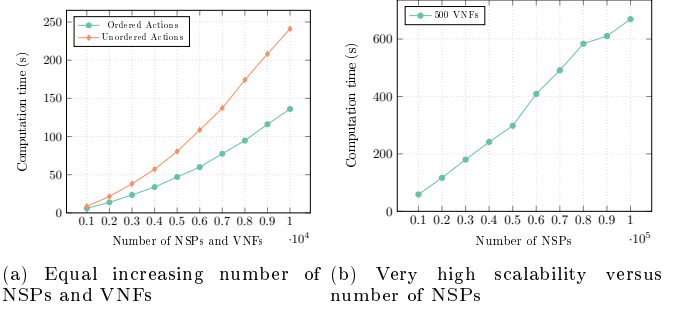 250
200
150
100
50
0
Computation time (s)
Ordered Actions
Unordered Actions
0.1 0.2 0.3 0.4 0.5 0.6 0.7 0.8 0.9 1
Number of NSPs and VNFs
·10⁴
(a) Equal increasing number of
NSPs and VNFs
600
400
200
0
Computation time (s)
500 VNFs
0.1 0.2 0.3 0.4 0.5 0.6 0.7 0.8 0.9 1
Number of NSPs
·10⁵
(b) Very high scalability versus
number of NSPs